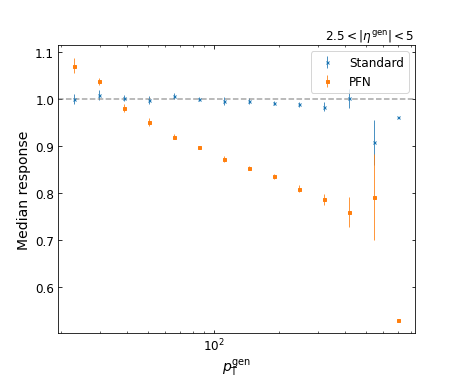 2.5 < |η^gen| < 5
1.1
1.0
0.9
0.8
0.7
0.6
Median response
Standard
PFN
10^2
p_T^gen